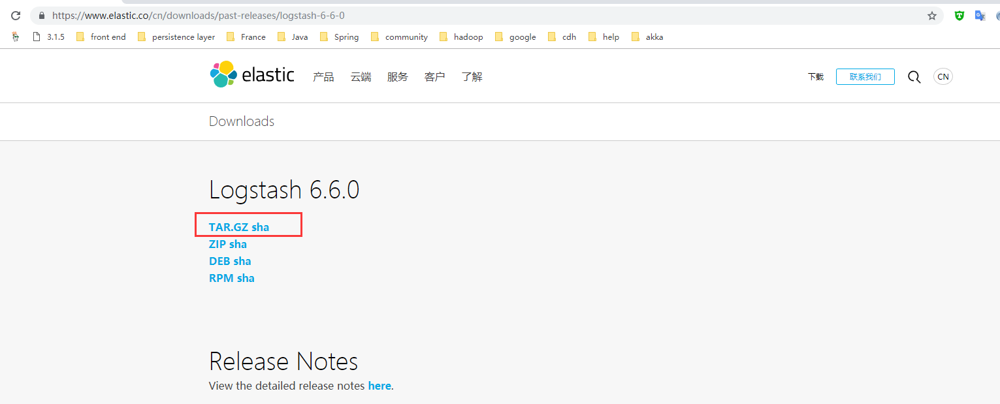 https://www.elastic.co/cn/downloads/past-releases/logstash-6-6-0
3.1.5 front end persistence layer France Java Spring community hadoop google cdh help akka
elastic 产品 云端 服务 客户 了解 下载 联系我们 CN
Downloads
Logstash 6.6.0
TAR.GZ sha
ZIP sha
DEB sha
RPM sha
Release Notes
View the detailed release notes here.